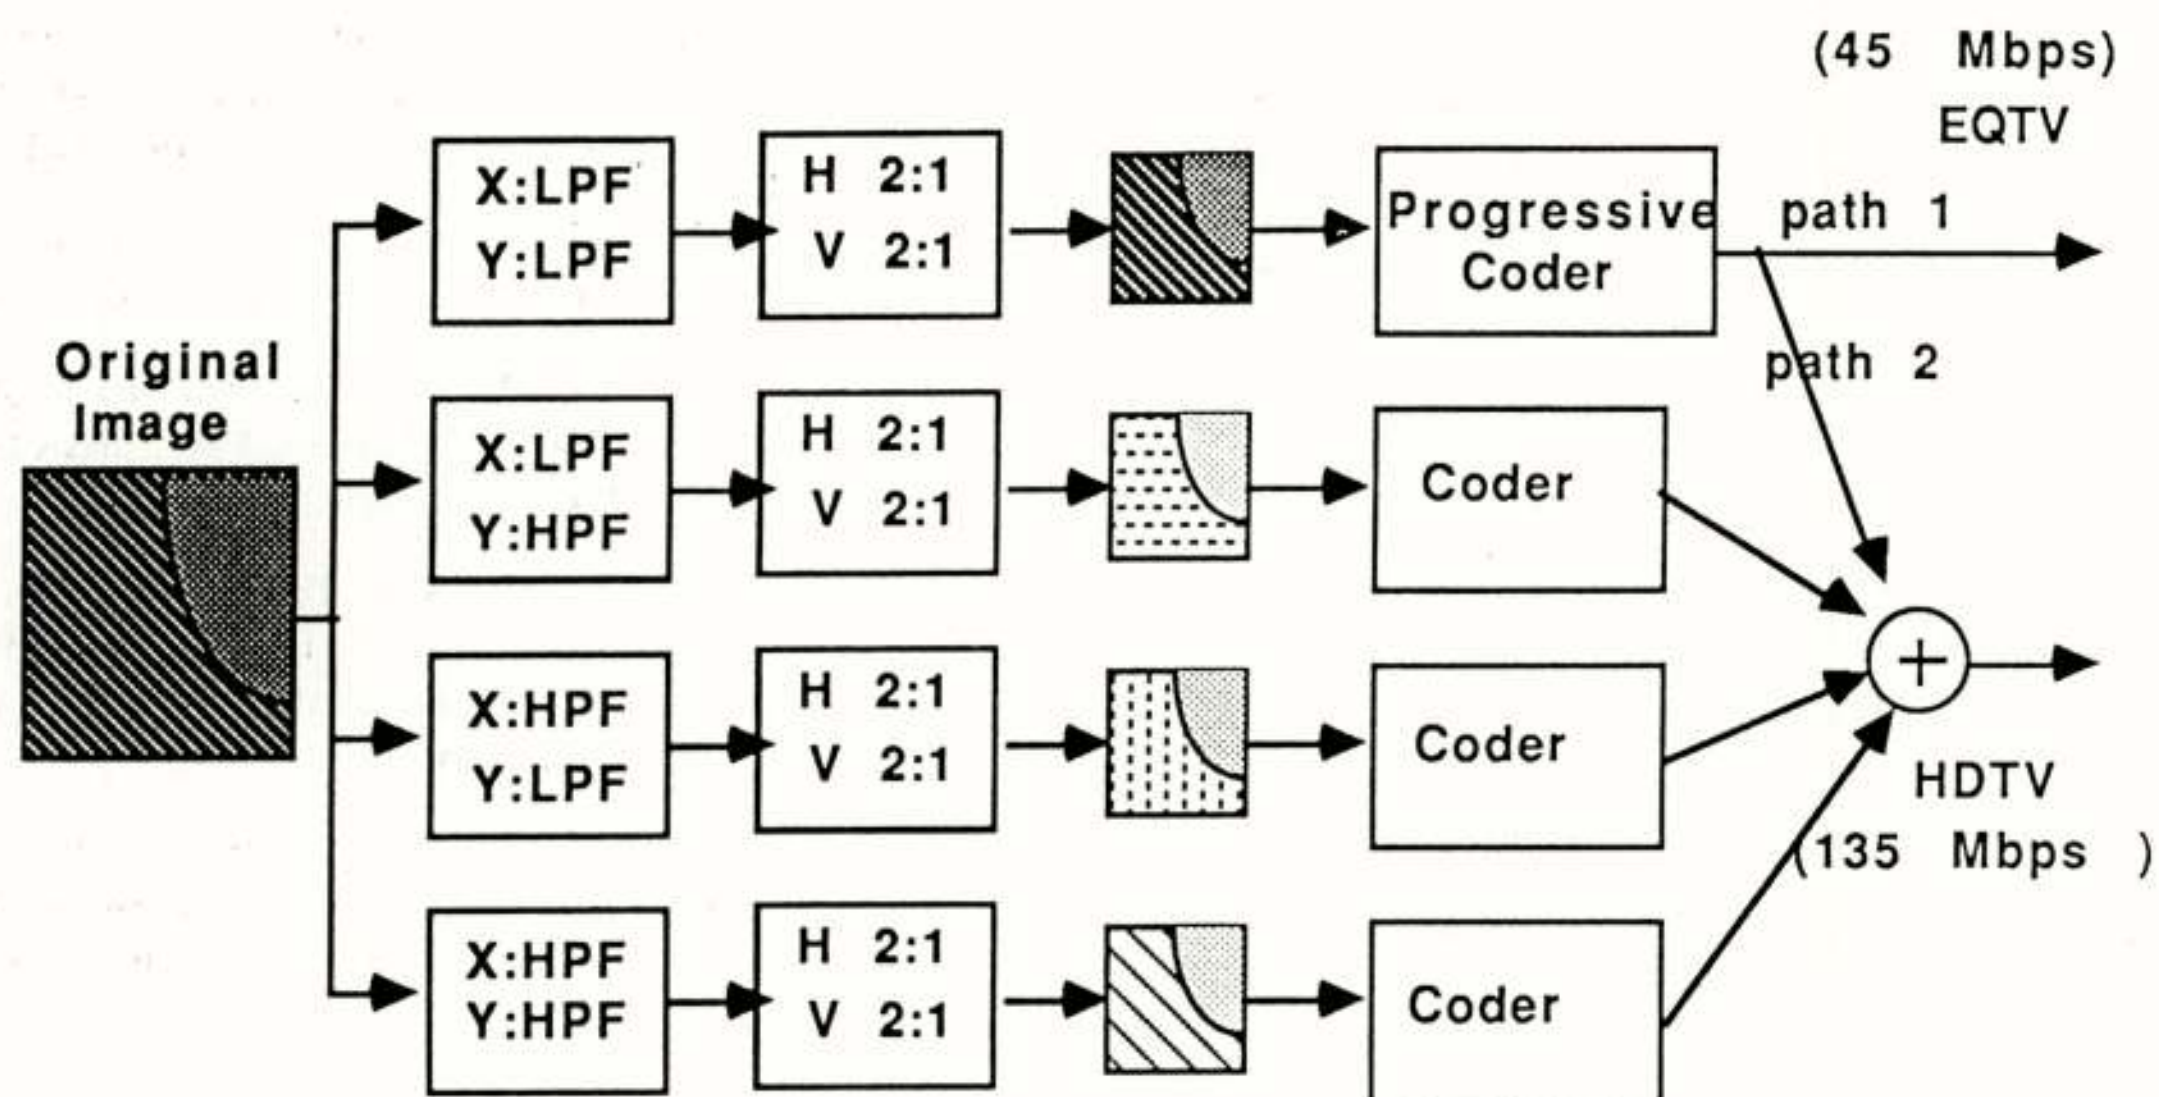 (45 Mbps)
EQTV
Original
Image
X:LPF
Y:LPF
H 2:1
V 2:1
Progressive
Coder
path 1
path 2
X:LPF
Y:HPF
H 2:1
V 2:1
Coder
X:HPF
Y:LPF
H 2:1
V 2:1
Coder
+
HDTV
(135 Mbps )
X:HPF
Y:HPF
H 2:1
V 2:1
Coder